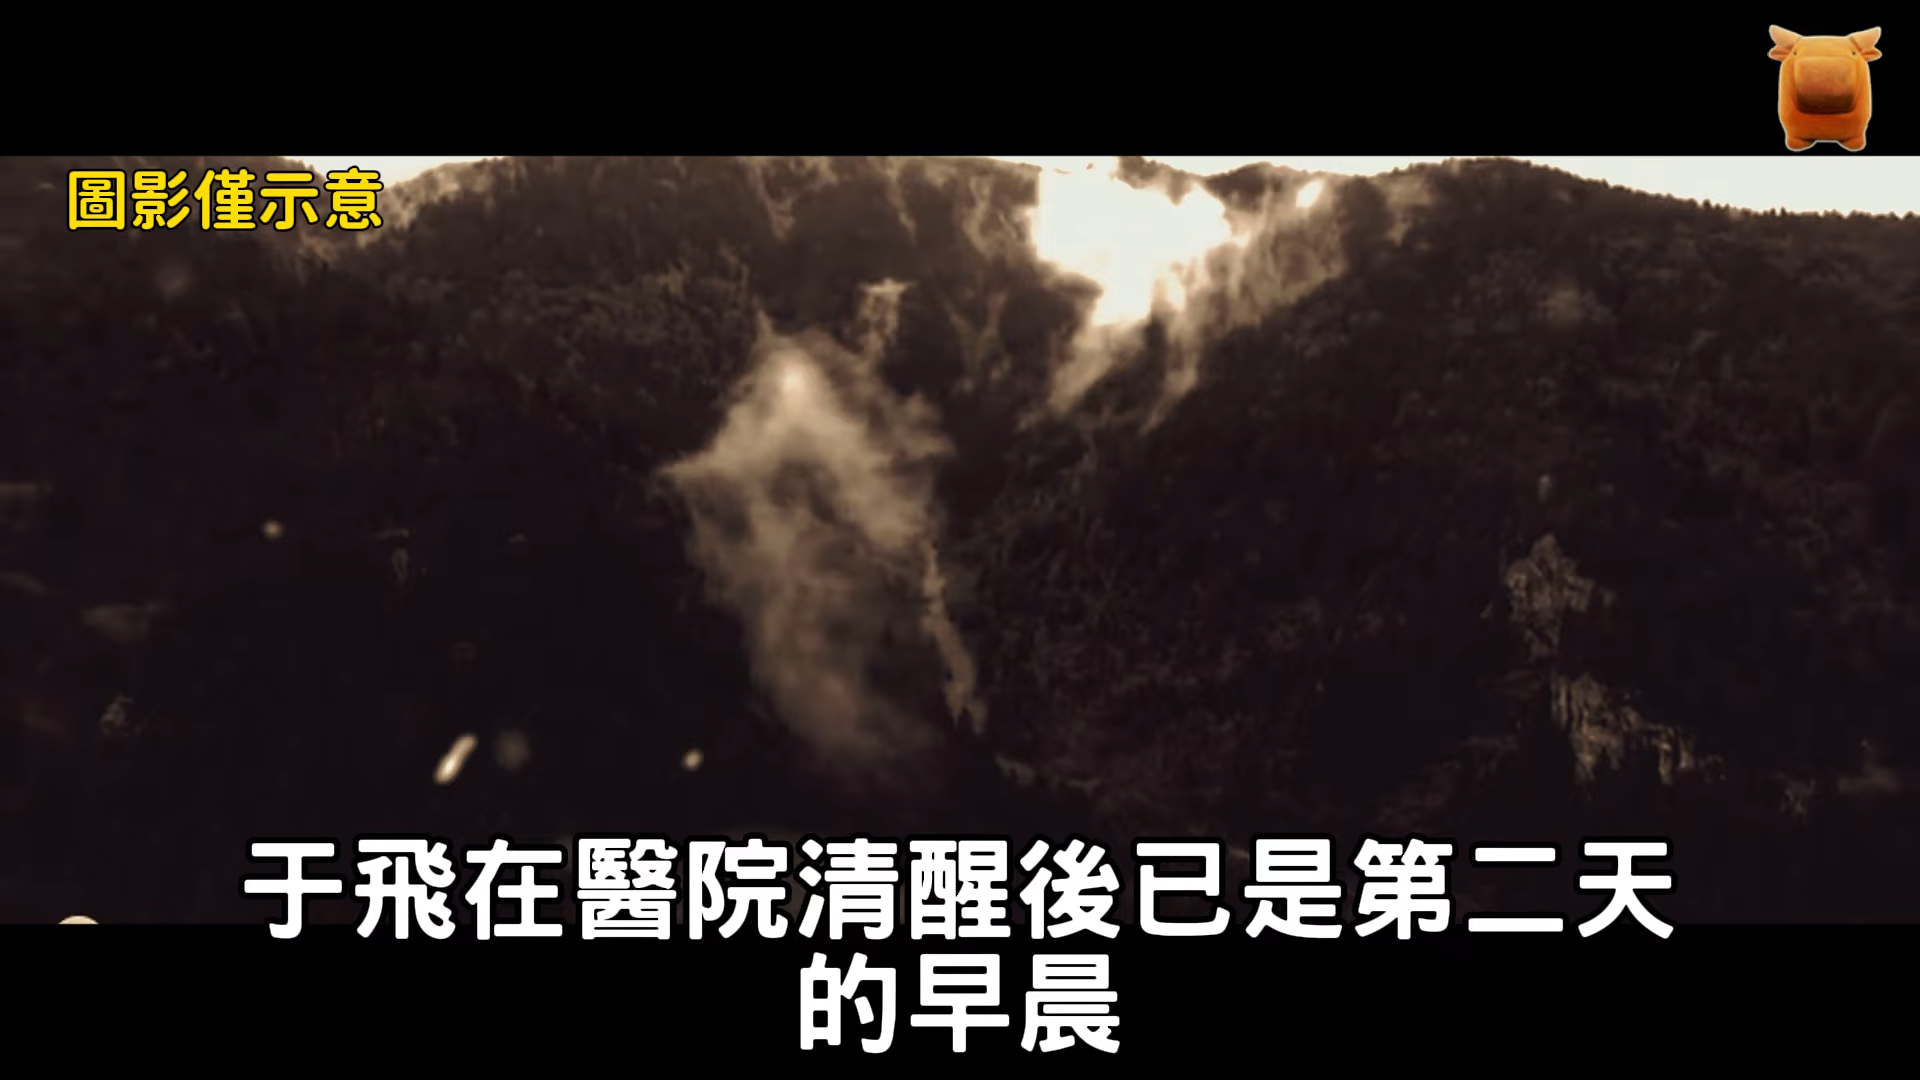 圖影僅示意
于飛在醫院清醒後已是第二天
的早晨